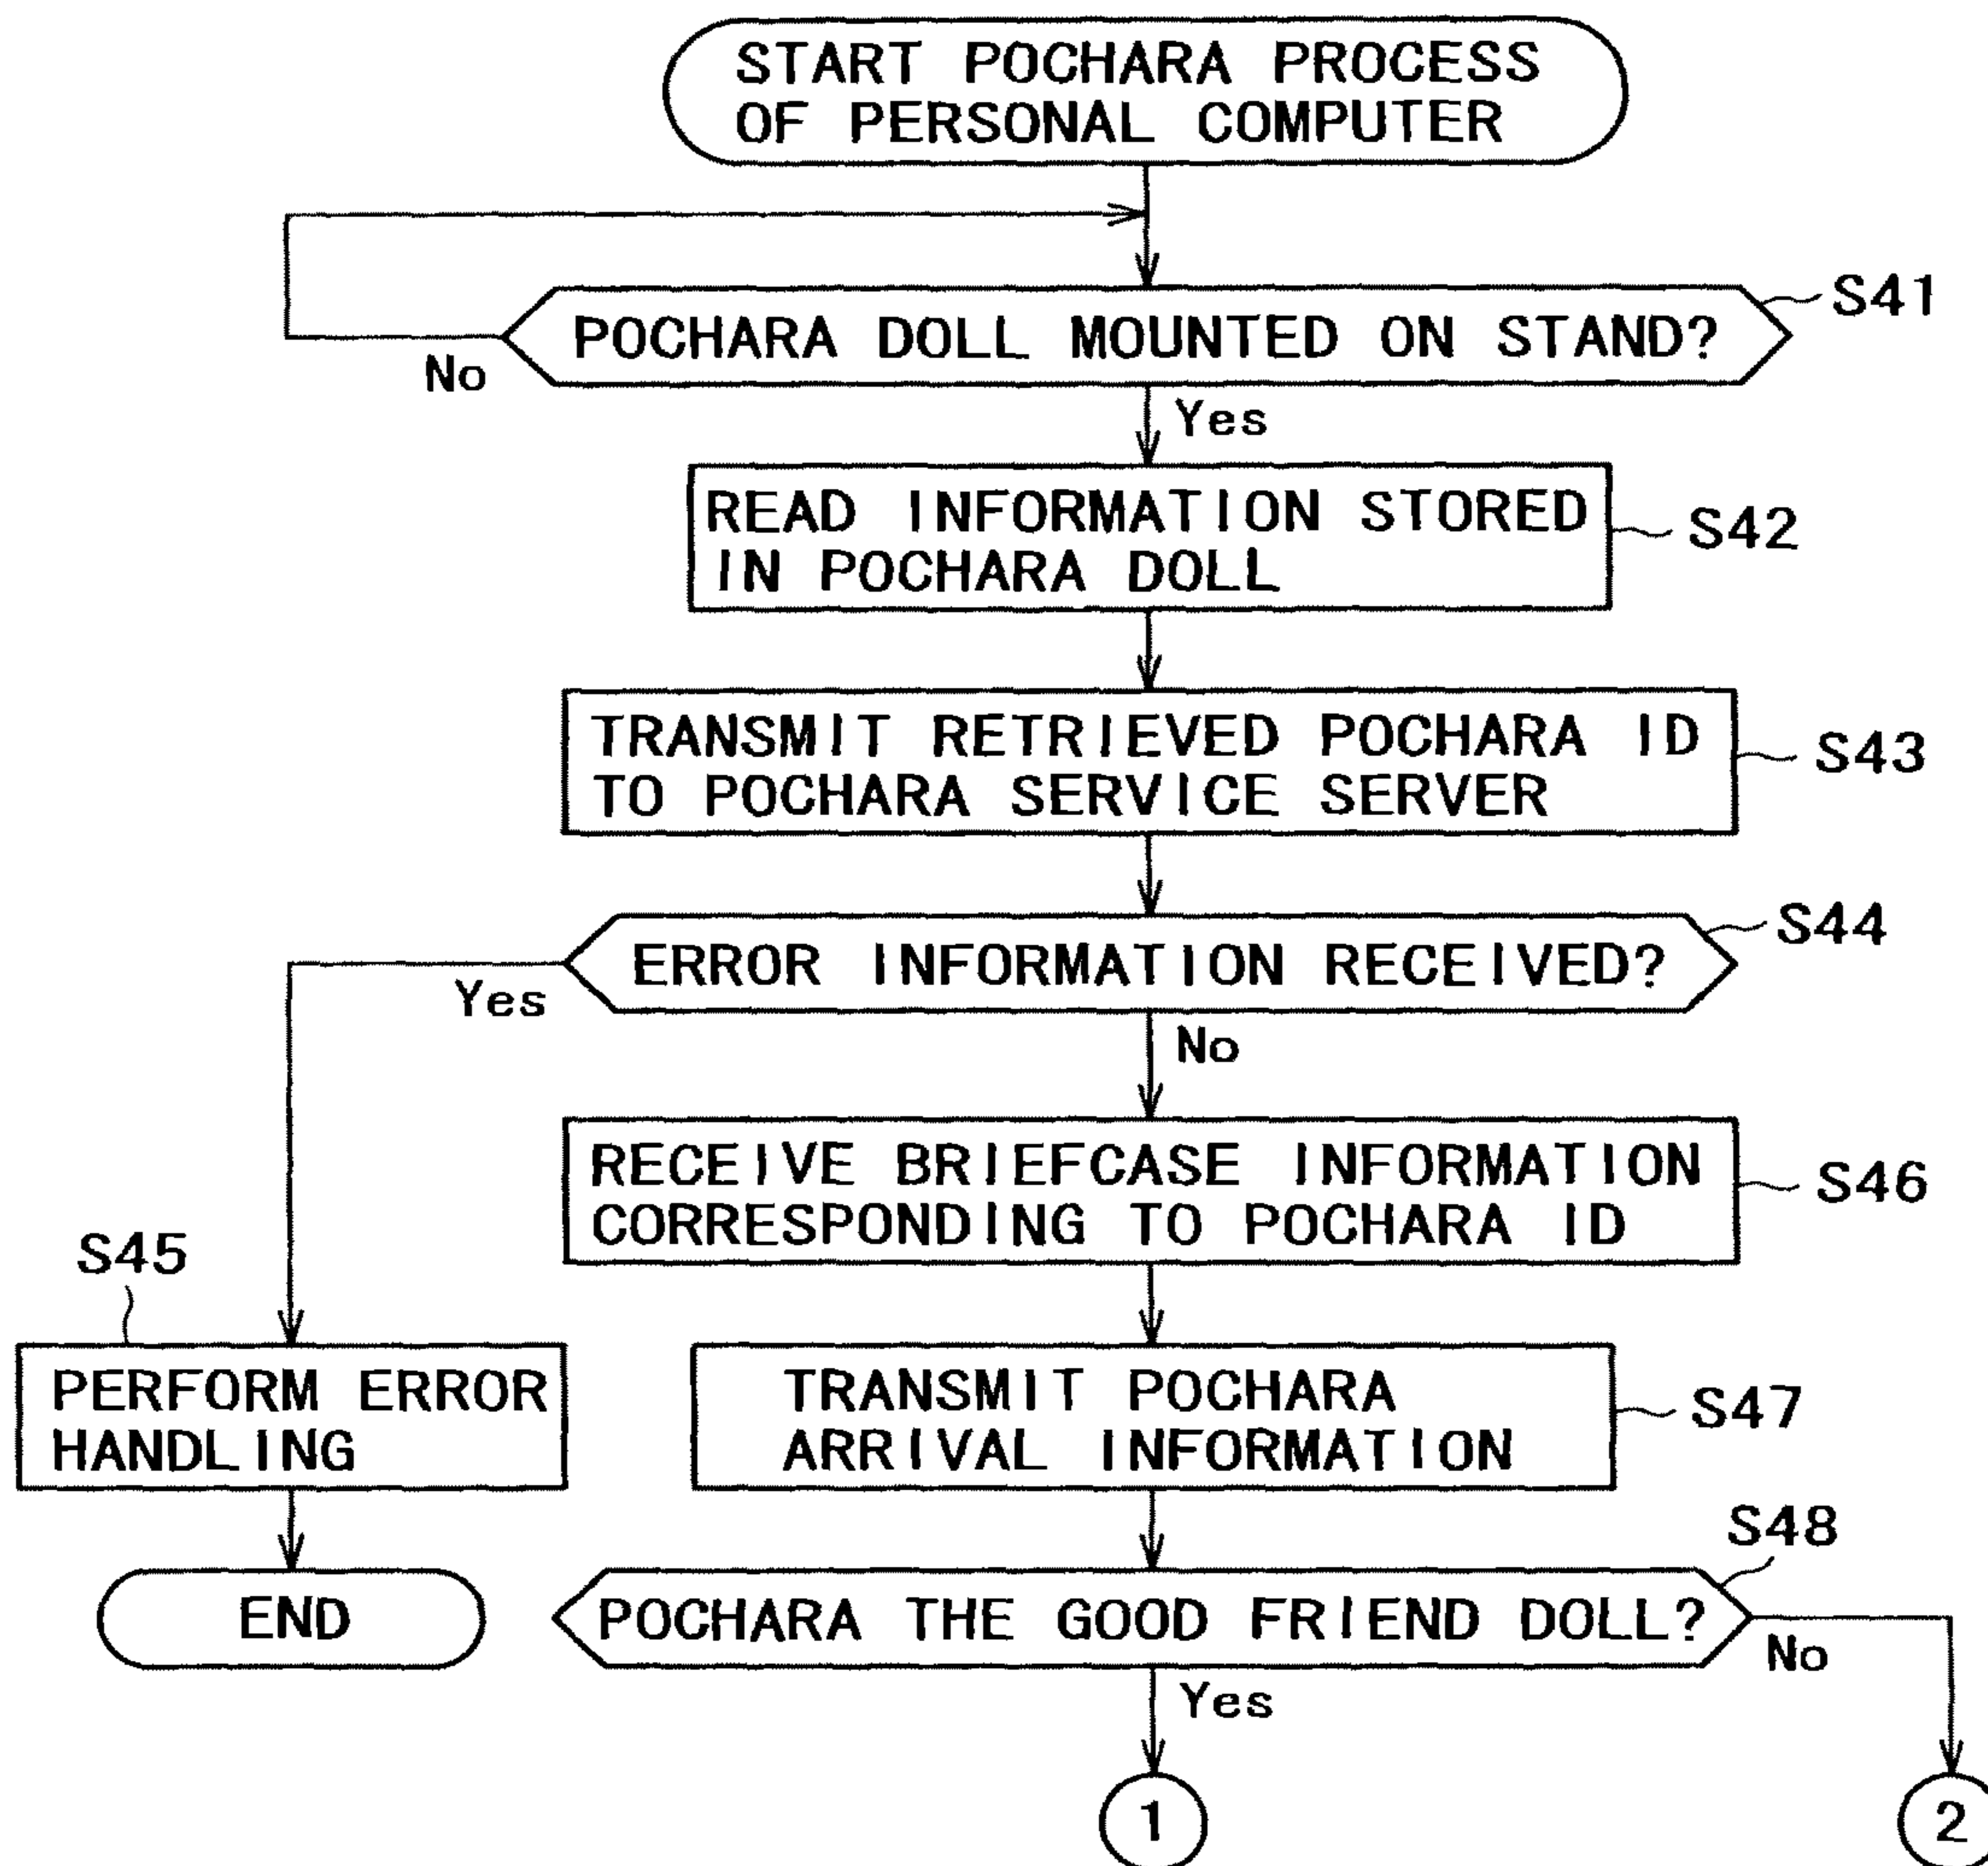 START POCHARA PROCESS
OF PERSONAL COMPUTER
POCHARA DOLL MOUNTED ON STAND?
S41
No
Yes
READ INFORMATION STORED
IN POCHARA DOLL
S42
TRANSMIT RETRIEVED POCHARA ID
TO POCHARA SERVICE SERVER
S43
ERROR INFORMATION RECEIVED?
S44
Yes
No
RECEIVE BRIEFCASE INFORMATION
CORRESPONDING TO POCHARA ID
S46
S45
PERFORM ERROR
HANDLING
TRANSMIT POCHARA
ARRIVAL INFORMATION
S47
END
POCHARA THE GOOD FRIEND DOLL?
S48
No
Yes
1
2